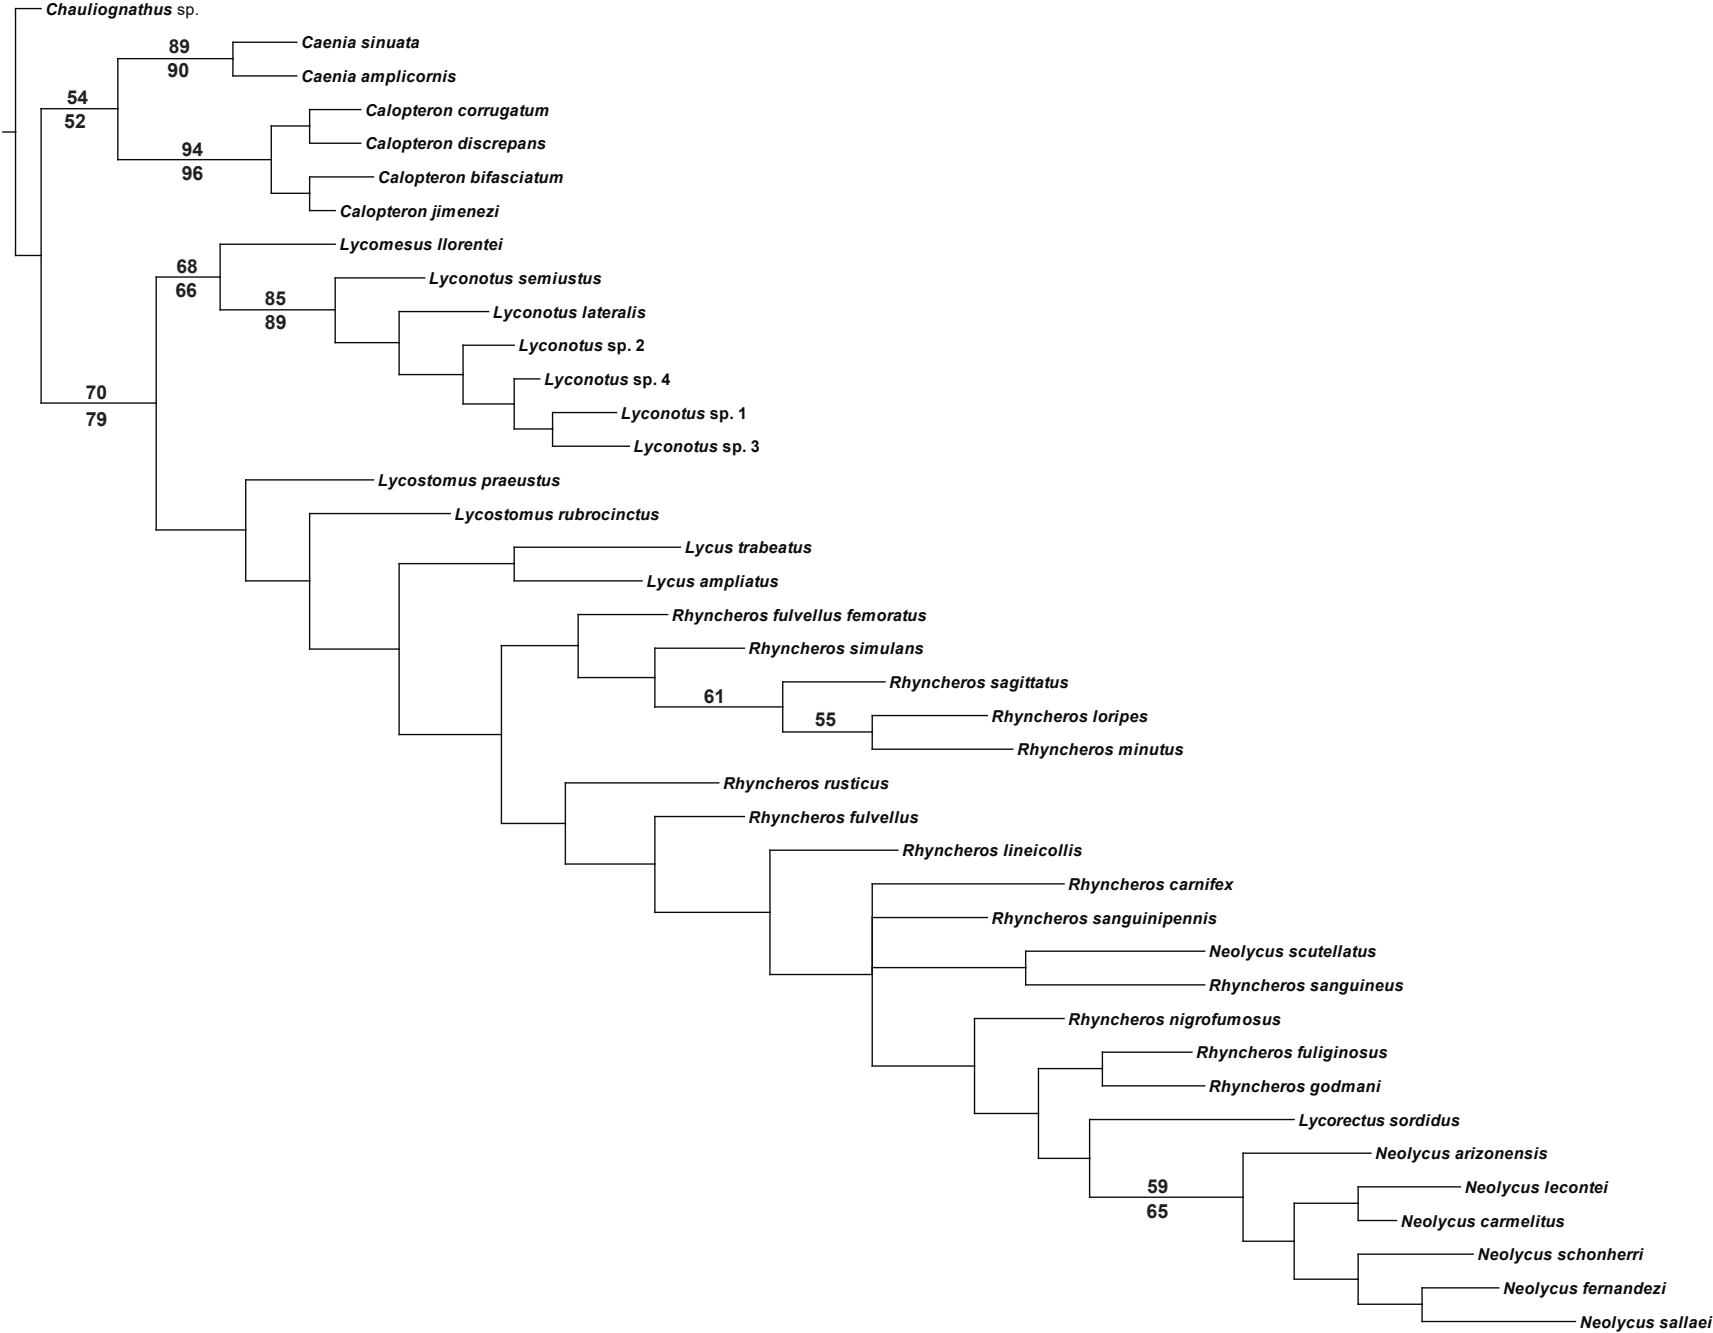 Chauliognathus sp.
89
Caenia sinuata
90
Caenia amplicornis
54
52
Calopteron corrugatum
Calopteron discrepans
94
96
Calopteron bifasciatum
Calopteron jimenezi
Lycomesus llorentei
68
66
Lyconotus semiustus
85
89
Lyconotus lateralis
Lyconotus sp. 2
Lyconotus sp. 4
70
79
Lyconotus sp. 1
Lyconotus sp. 3
Lycostomus praeustus
Lycostomus rubrocinctus
Lycus trabeatus
Lycus ampliatus
Rhyncheros fulvellus femoratus
Rhyncheros simulans
Rhyncheros sagittatus
61
55
Rhyncheros loripes
Rhyncheros minutus
Rhyncheros rusticus
Rhyncheros fulvellus
Rhyncheros lineicollis
Rhyncheros carnifex
Rhyncheros sanguinipennis
Neolycus scutellatus
Rhyncheros sanguineus
Rhyncheros nigrofumosus
Rhyncheros fuliginosus
Rhyncheros godmani
Lycorectus sordidus
Neolycus arizonensis
59
65
Neolycus lecontei
Neolycus carmelitus
Neolycus schonherri
Neolycus fernandezi
Neolycus sallaei